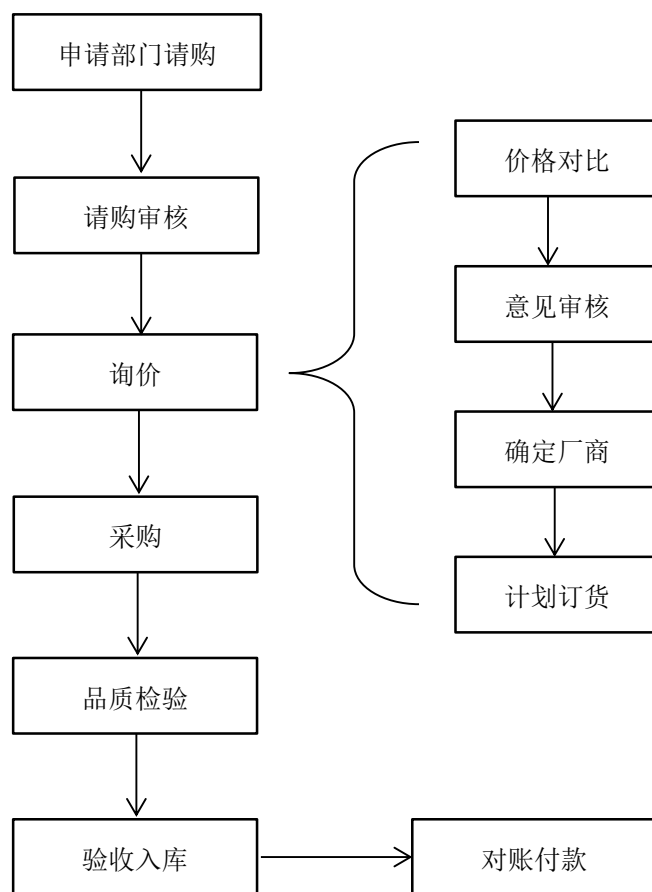 申请部门请购
请购审核
询价
采购
品质检验
验收入库
对账付款
价格对比
意见审核
确定厂商
计划订货